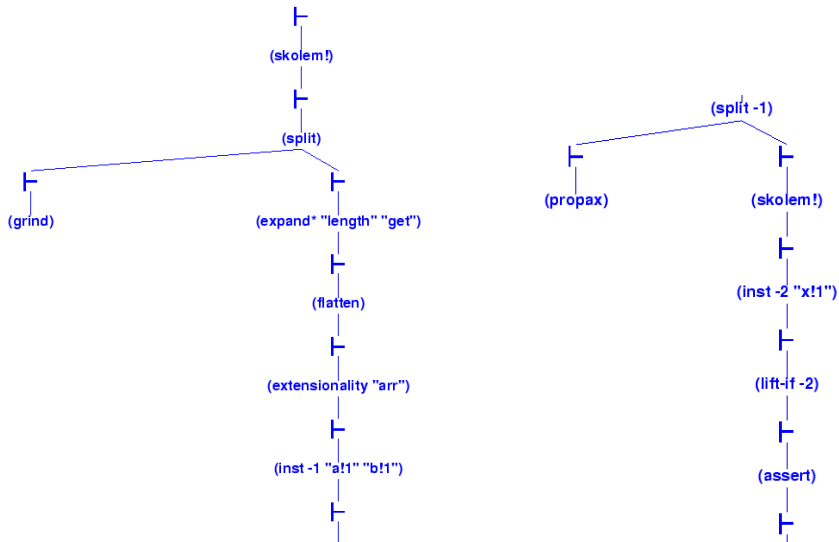 (skolem!)
(split)
(grind)
(expand* "length" "get")
(flatten)
(extensionality "arr")
(inst -1 "a!1" "b!1")
(split -1)
(propax)
(skolem!)
(inst -2 "x!1")
(lift-if -2)
(assert)